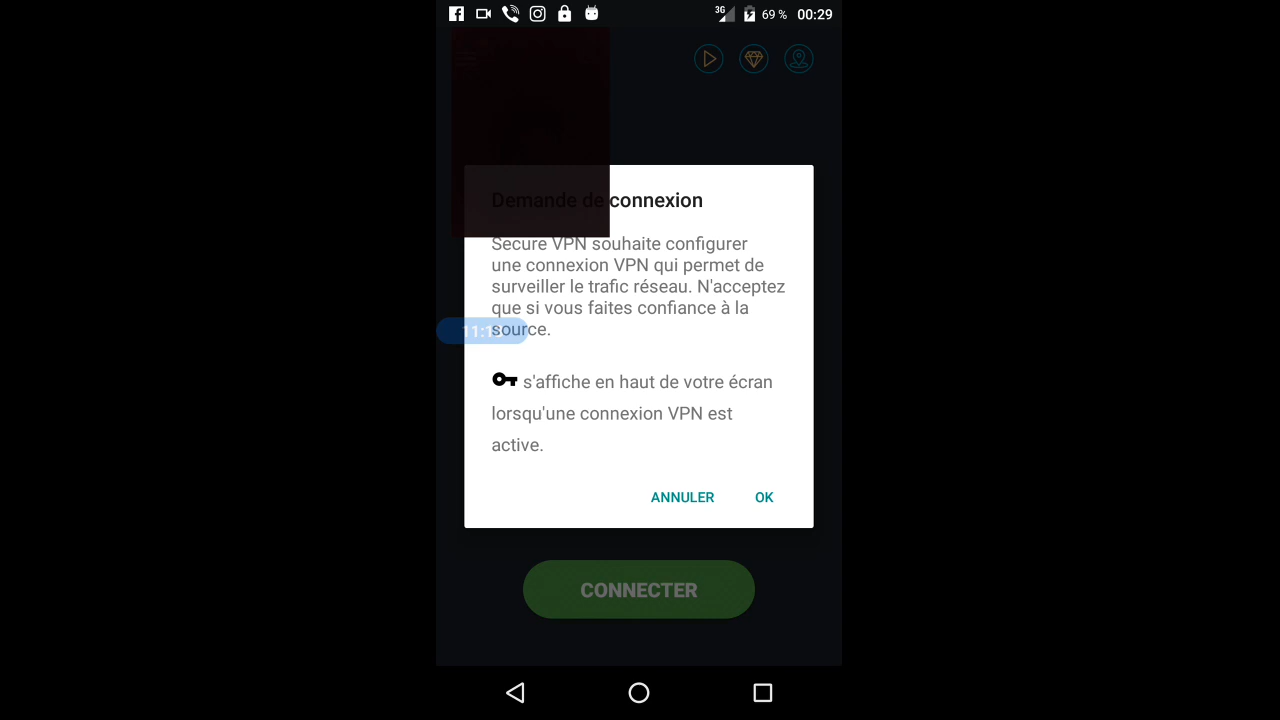 3G 69 % 00:29
Demande de connexion
Secure VPN souhaite configurer
une connexion VPN qui permet de
surveiller le trafic réseau. N'acceptez
que si vous faites confiance à la
source.
s'affiche en haut de votre écran
lorsqu'une connexion VPN est
active.
ANNULER OK
CONNECTER